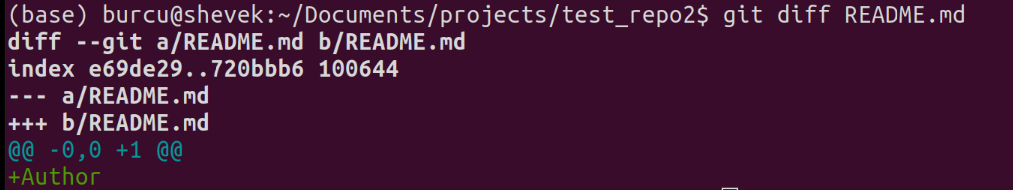 (base) burcu@shevek:~/Documents/projects/test_repo2$ git diff README.md
diff --git a/README.md b/README.md
index e69de29..720bbb6 100644
--- a/README.md
+++ b/README.md
@@ -0,0 +1 @@
+Author